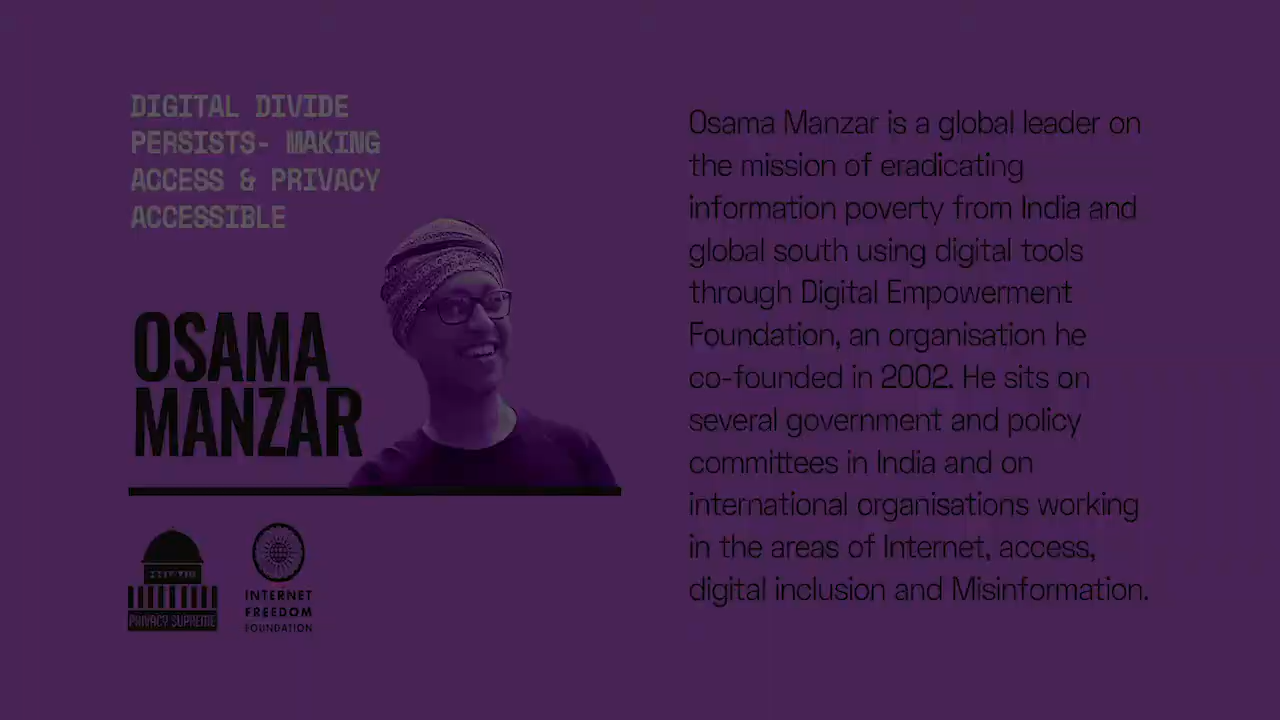 DIGITAL DIVIDE
PERSISTS- MAKING
ACCESS & PRIVACY
ACCESSIBLE
OSAMA
MANZAR
PRIVACY SUPREME
INTERNET
FREEDOM
FOUNDATION
Osama Manzar is a global leader on
the mission of eradicating
information poverty from India and
global south using digital tools
through Digital Empowerment
Foundation, an organisation he
co-founded in 2002. He sits on
several government and policy
committees in India and on
international organisations working
in the areas of Internet, access,
digital inclusion and Misinformation.